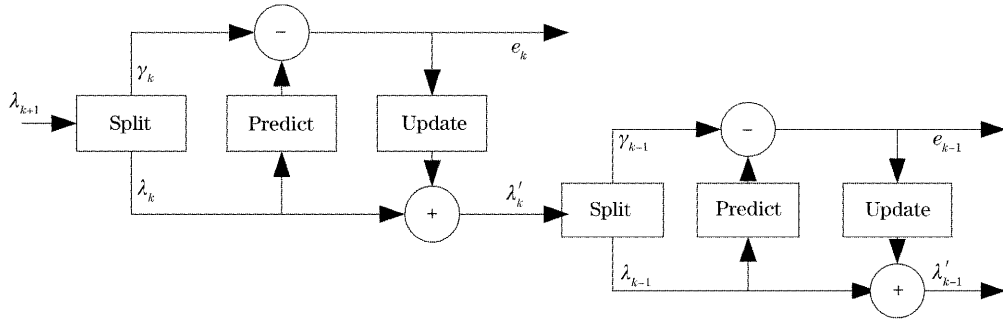 −
e_k
γ_k
λ_{k+1}
Split
Predict
Update
λ_k
+
λ'_k
−
e_{k−1}
γ_{k−1}
Split
Predict
Update
λ_{k−1}
+
λ'_{k−1}